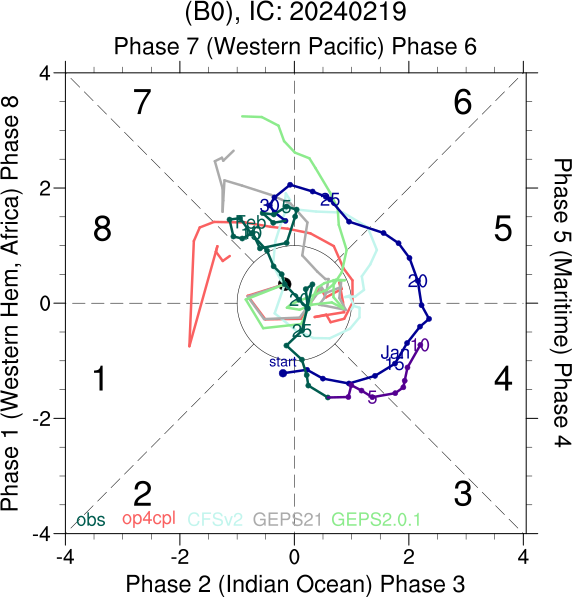 (B0), IC: 20240219
Phase 7 (Western Pacific) Phase 6
Phase 1 (Western Hem, Africa) Phase 8
Phase 5 (Maritime) Phase 4
4
2
0
-2
-4
7
6
8
5
1
4
2
3
30
5
25
Feb
10
20
20
25
start
Jan
10
15
5
obs op4cpl CFSv2 GEPS21 GEPS2.0.1
-4 -2 0 2 4
Phase 2 (Indian Ocean) Phase 3